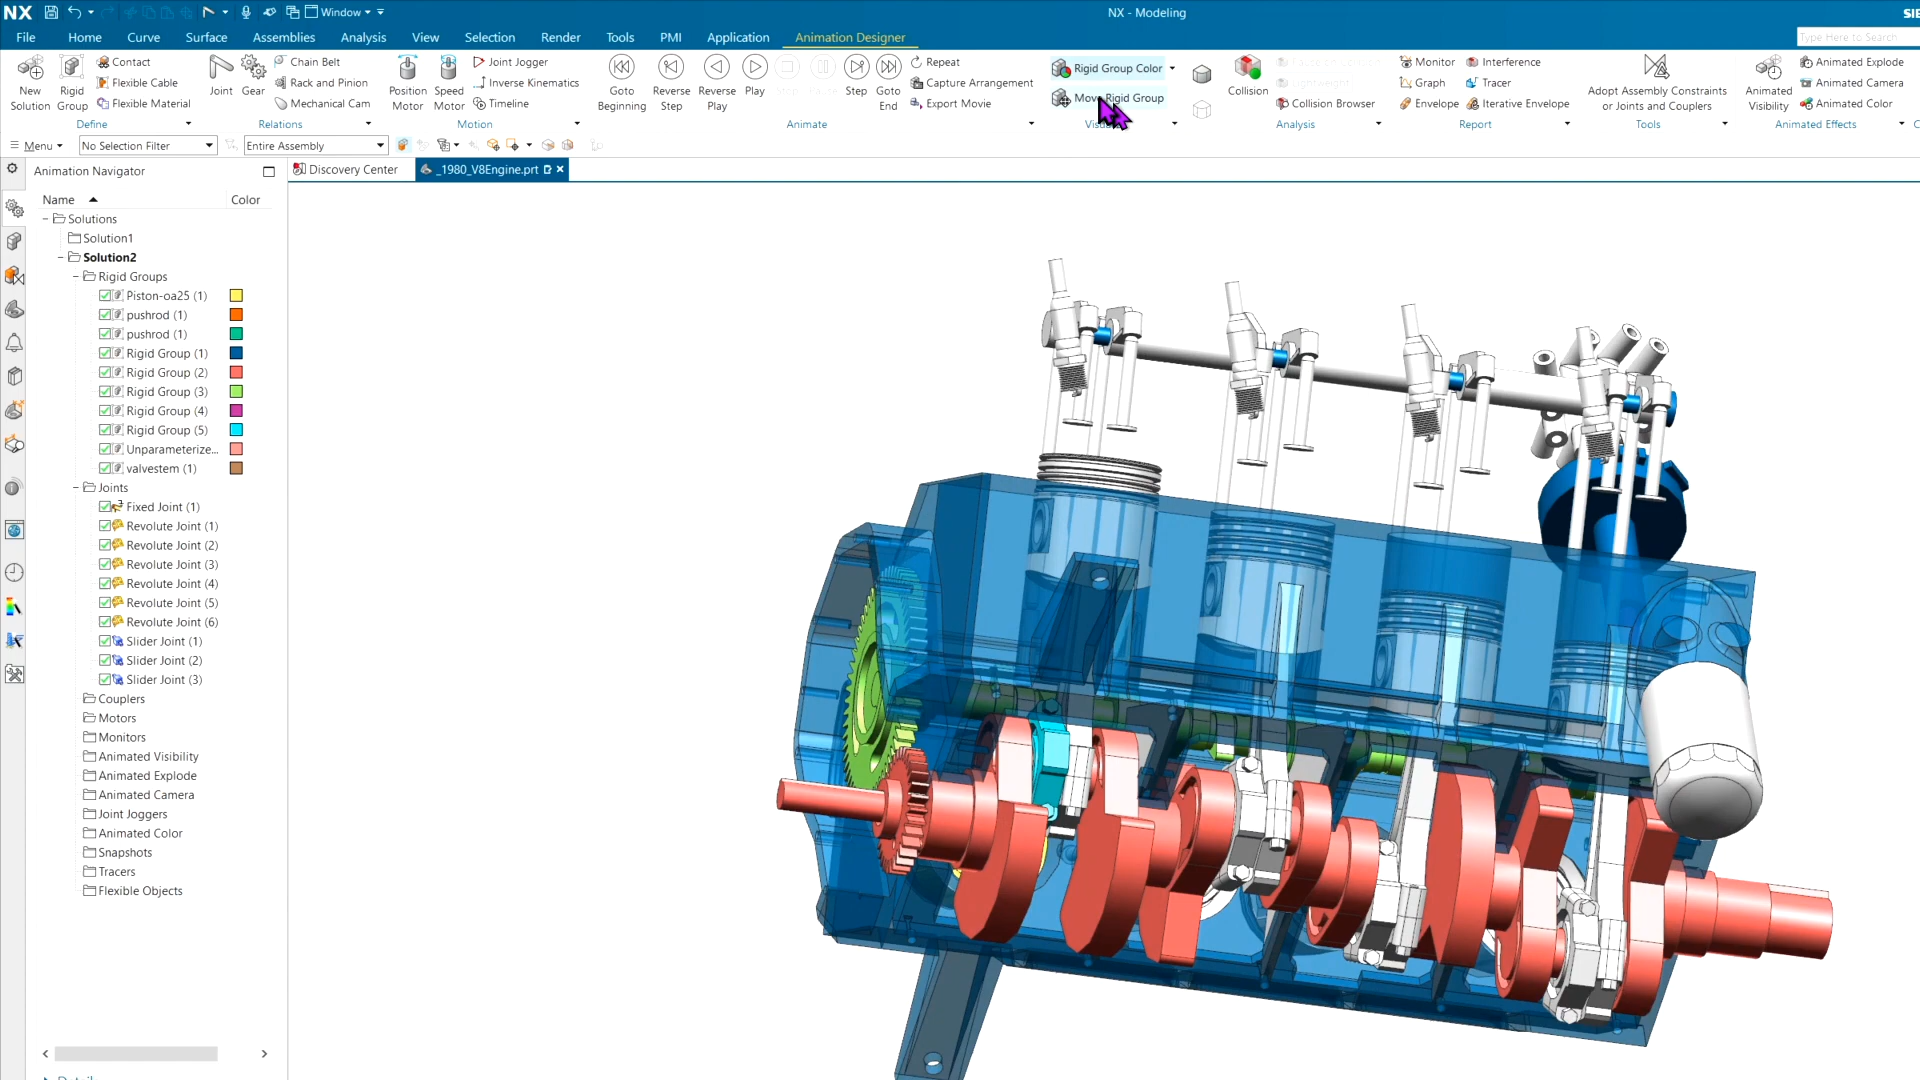 NX Window NX - Modeling SIE
File Home Curve Surface Assemblies Analysis View Selection Render Tools PMI Application Animation Designer Type Here to Search
New Solution
Rigid Group
Contact
Flexible Cable
Flexible Material
Define
Joint
Gear
Chain Belt
Rack and Pinion
Mechanical Cam
Relations
Position Motor
Speed Motor
Joint Jogger
Inverse Kinematics
Timeline
Motion
Goto Beginning
Reverse Step
Reverse Play
Play
Stop
Pause
Step
Goto End
Repeat
Capture Arrangement
Export Movie
Animate
Rigid Group Color
Move Rigid Group
Collision
Collision Browser
Analysis
Monitor
Graph
Envelope
Interference
Tracer
Iterative Envelope
Report
Adopt Assembly Constraints or Joints and Couplers
Tools
Animated Visibility
Animated Explode
Animated Camera
Animated Color
Animated Effects
Menu No Selection Filter Entire Assembly
Animation Navigator
Discovery Center
_1980_V8Engine.prt
Name Color
Solutions
Solution1
Solution2
Rigid Groups
Piston-oa25 (1)
pushrod (1)
pushrod (1)
Rigid Group (1)
Rigid Group (2)
Rigid Group (3)
Rigid Group (4)
Rigid Group (5)
Unparameterize...
valvestem (1)
Joints
Fixed Joint (1)
Revolute Joint (1)
Revolute Joint (2)
Revolute Joint (3)
Revolute Joint (4)
Revolute Joint (5)
Revolute Joint (6)
Slider Joint (1)
Slider Joint (2)
Slider Joint (3)
Couplers
Motors
Monitors
Animated Visibility
Animated Explode
Animated Camera
Joint Joggers
Animated Color
Snapshots
Tracers
Flexible Objects